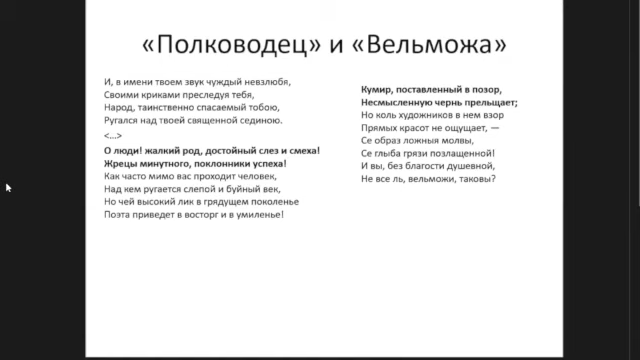 «Полководец» и «Вельможа»
И, в имени твоем звук чуждый невзлюбя,
Своими криками преследуя тебя,
Народ, таинственно спасаемый тобою,
Ругался над твоей священной сединою.
<...>
О люди! жалкий род, достойный слез и смеха!
Жрецы минутного, поклонники успеха!
Как часто мимо вас проходит человек,
Над кем ругается слепой и буйный век,
Но чей высокий лик в грядущем поколенье
Поэта приведет в восторг и в умиленье!
Кумир, поставленный в позор,
Несмысленную чернь прельщает;
Но коль художников в нем взор
Прямых красот не ощущает, —
Се образ ложныя молвы,
Се глыба грязи позлащенной!
И вы, без благости душевной,
Не все ль, вельможи, таковы?